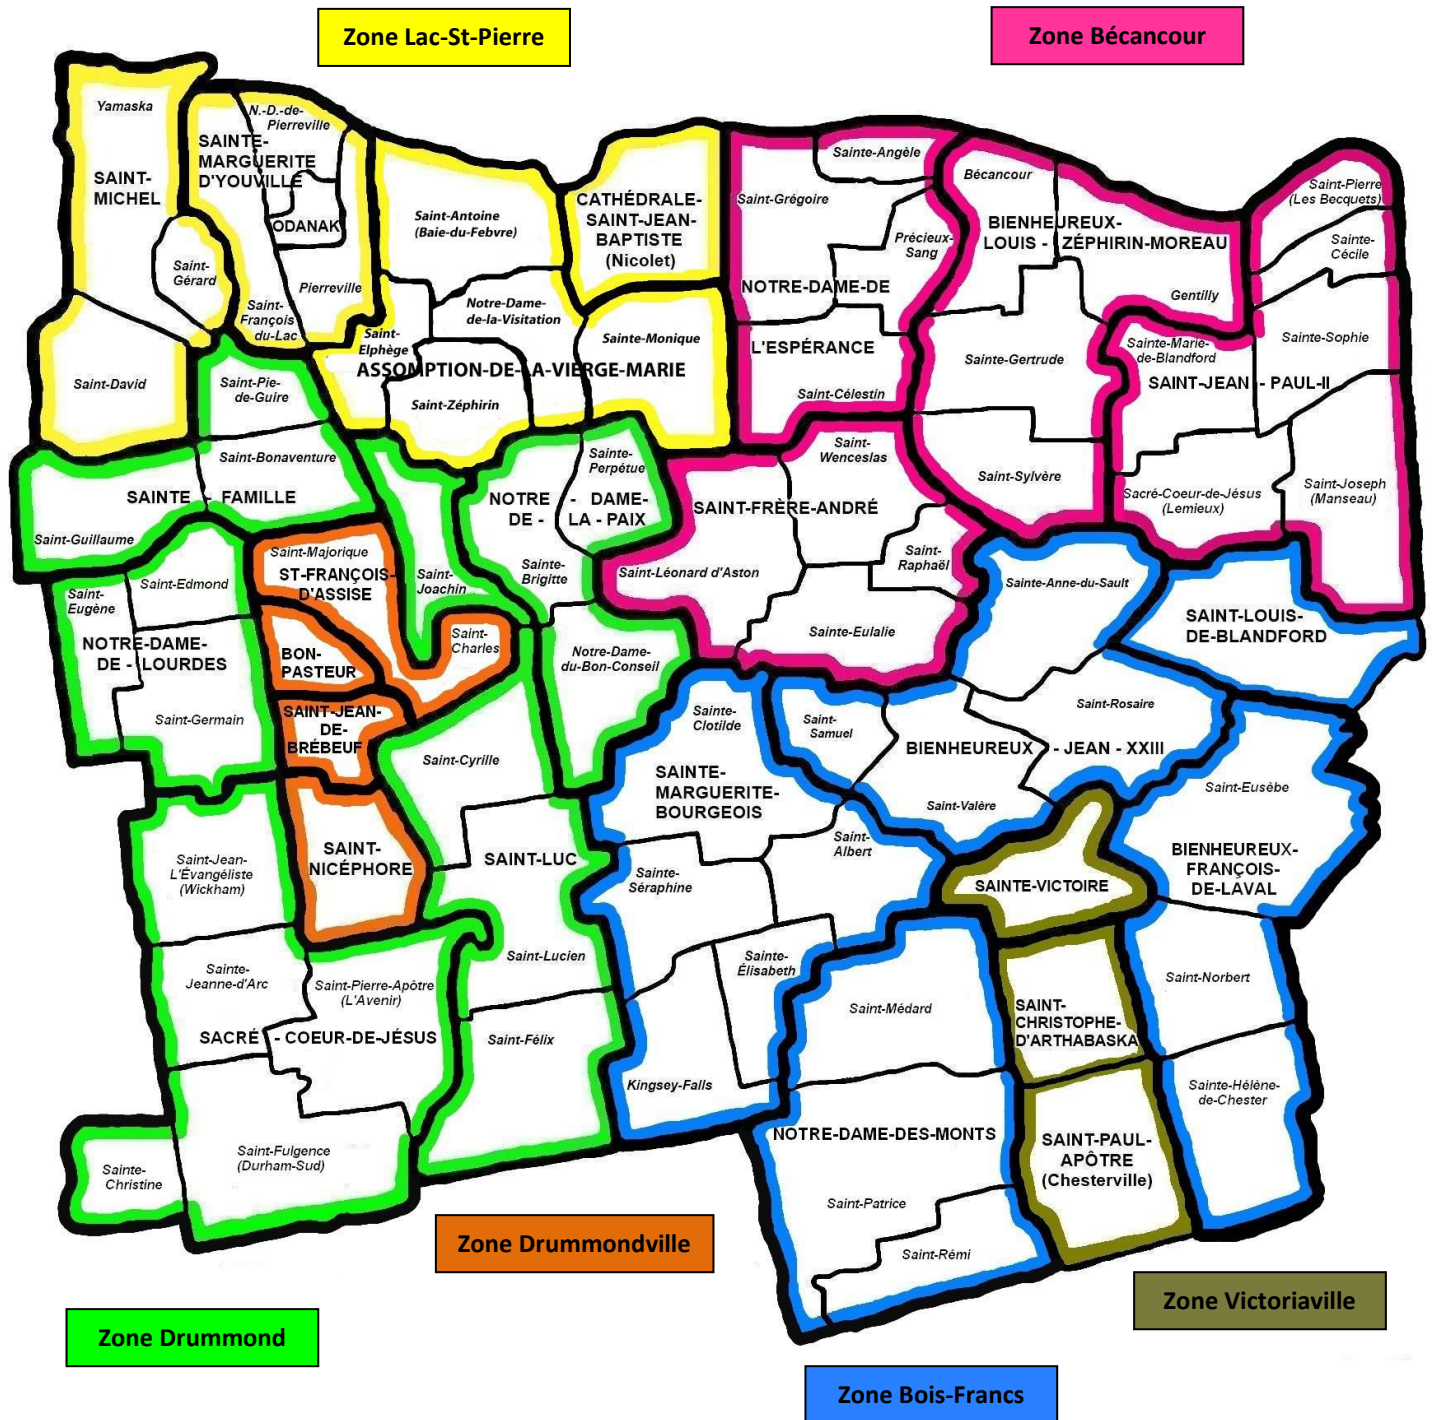 Zone Lac-St-Pierre
Zone Bécancour
Yamaska
SAINT-
MICHEL
Saint-
Gérard
Saint-David
N.-D.-de-
Pierreville
SAINTE-
MARGUERITE
D'YOUVILLE
ODANAK
Pierreville
Saint-
François
du-Lac
Saint-Antoine
(Baie-du-Febvre)
CATHÉDRALE-
SAINT-JEAN-
BAPTISTE
(Nicolet)
Notre-Dame-
de-la-Visitation
Saint-
Elphège
Sainte-Monique
ASSOMPTION-DE-LA-VIERGE-MARIE
Saint-Zéphirin
Sainte-Angèle
Saint-Grégoire
Précieux-
Sang
NOTRE-DAME-DE
L'ESPÉRANCE
Saint-Célestin
Bécancour
BIENHEUREUX-
LOUIS - ZÉPHIRIN-MOREAU
Gentilly
Sainte-Gertrude
Saint-Sylvère
Saint-Pierre
(Les Becquets)
Sainte-
Cécile
Sainte-Sophie
Sainte-Marie-
de-Blandford
SAINT-JEAN - PAUL-II
Sacré-Coeur-de-Jésus
(Lemieux)
Saint-Joseph
(Manseau)
Saint-Pie-
de-Guire
Saint-Bonaventure
SAINTE - FAMILLE
Saint-Guillaume
Sainte-
Perpétue
NOTRE - DAME-
DE - LA - PAIX
Sainte-
Brigitte
Saint-
Joachin
Notre-Dame-
du-Bon-Conseil
Saint-
Wenceslas
SAINT-FRÈRE-ANDRÉ
Saint-Léonard d'Aston
Saint-
Raphaël
Sainte-Eulalie
Saint-Majorique
ST-FRANÇOIS-
D'ASSISE
Saint-
Charles
BON-
PASTEUR
SAINT-JEAN-
DE-
BRÉBEUF
SAINT-
NICÉPHORE
Saint-Edmond
Saint-
Eugène
NOTRE-DAME-
DE - LOURDES
Saint-Germain
Saint-Cyrille
SAINT-LUC
Saint-Lucien
Saint-Félix
Saint-Jean-
L'Évangéliste
(Wickham)
Sainte-
Jeanne-d'Arc
Saint-Pierre-Apôtre
(L'Avenir)
SACRÉ - COEUR-DE-JÉSUS
Saint-Fulgence
(Durham-Sud)
Sainte-
Christine
Sainte-Anne-du-Sault
SAINT-LOUIS-
DE-BLANDFORD
Saint-Rosaire
Saint-
Samuel
BIENHEUREUX - JEAN - XXIII
Saint-Valère
Sainte-
Clotilde
SAINTE-
MARGUERITE-
BOURGEOIS
Saint-
Albert
Sainte-
Séraphine
Sainte-
Élisabeth
Kingsey-Falls
Saint-Eusèbe
BIENHEUREUX-
FRANÇOIS-
DE-LAVAL
Saint-Norbert
Sainte-Hélène-
de-Chester
SAINTE-VICTOIRE
SAINT-
CHRISTOPHE-
D'ARTHABASKA
SAINT-PAUL-
APÔTRE
(Chesterville)
Saint-Médard
NOTRE-DAME-DES-MONTS
Saint-Patrice
Saint-Rémi
Zone Drummondville
Zone Victoriaville
Zone Drummond
Zone Bois-Francs